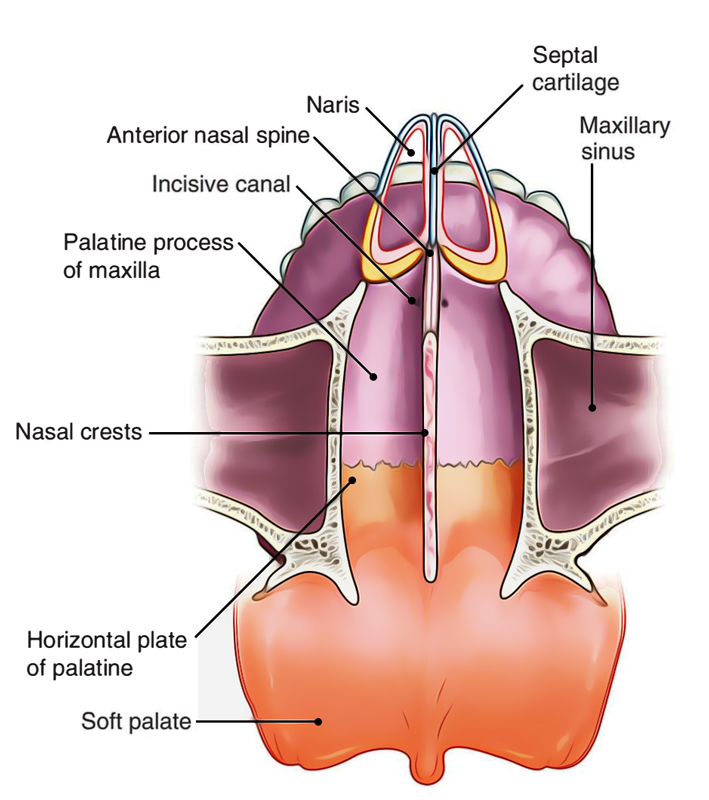 Septal
cartilage
Naris
Maxillary
sinus
Anterior nasal spine
Incisive canal
Palatine process
of maxilla
Nasal crests
Horizontal plate
of palatine
Soft palate